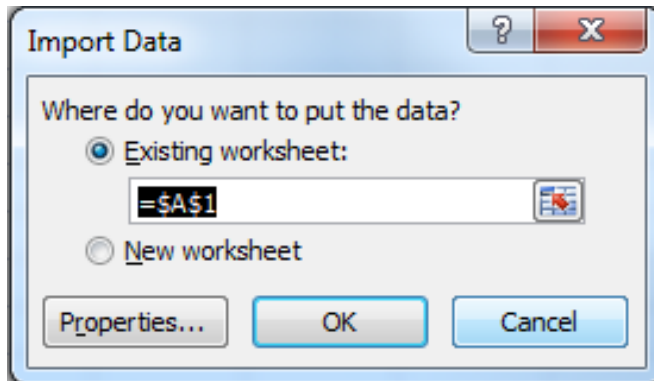 Import Data
?
X
Where do you want to put the data?
Existing worksheet:
=$A$1
New worksheet
Properties... OK Cancel